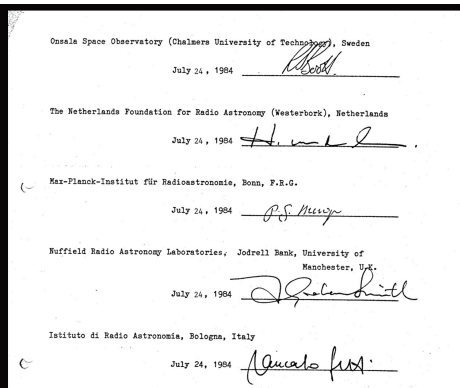 Onsala Space Observatory (Chalmers University of Technology), Sweden
July 24, 1984
The Netherlands Foundation for Radio Astronomy (Westerbork), Netherlands
July 24, 1984
Max-Planck-Institut für Radioastronomie, Bonn, F.R.G.
July 24, 1984
Nuffield Radio Astronomy Laboratories, Jodrell Bank, University of
Manchester, U.K.
July 24, 1984 Graham Smith
Istituto di Radio Astronomia, Bologna, Italy
July 24, 1984